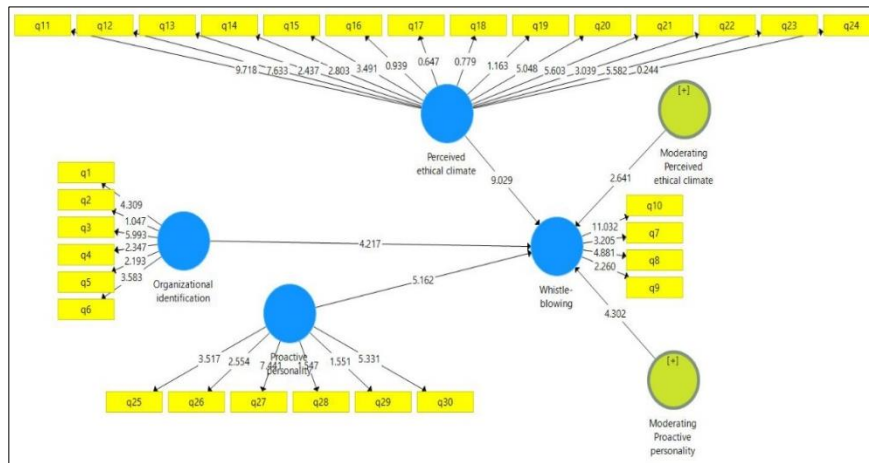 q11 q12 q13 q14 q15 q16 q17 q18 q19 q20 q21 q22 q23 q24
9.718 7.633 2.437 2.803 3.491 0.939 0.647 0.779 1.163 5.048 5.603 3.039 5.582 0.244
[+]
Perceived
ethical climate
Moderating
Perceived
ethical climate
9.029
2.641
q1
q2
q3
q4
q5
q6
4.309
1.047
5.993
2.347
2.193
3.583
Organizational
identification
4.217
5.162
q10
q7
q8
q9
11.032
3.205
4.881
2.260
Whistle-
blowing
4.302
Proactive
personality
3.517 2.554 7.441 1.547 1.551 5.331
q25 q26 q27 q28 q29 q30
[+]
Moderating
Proactive
personality